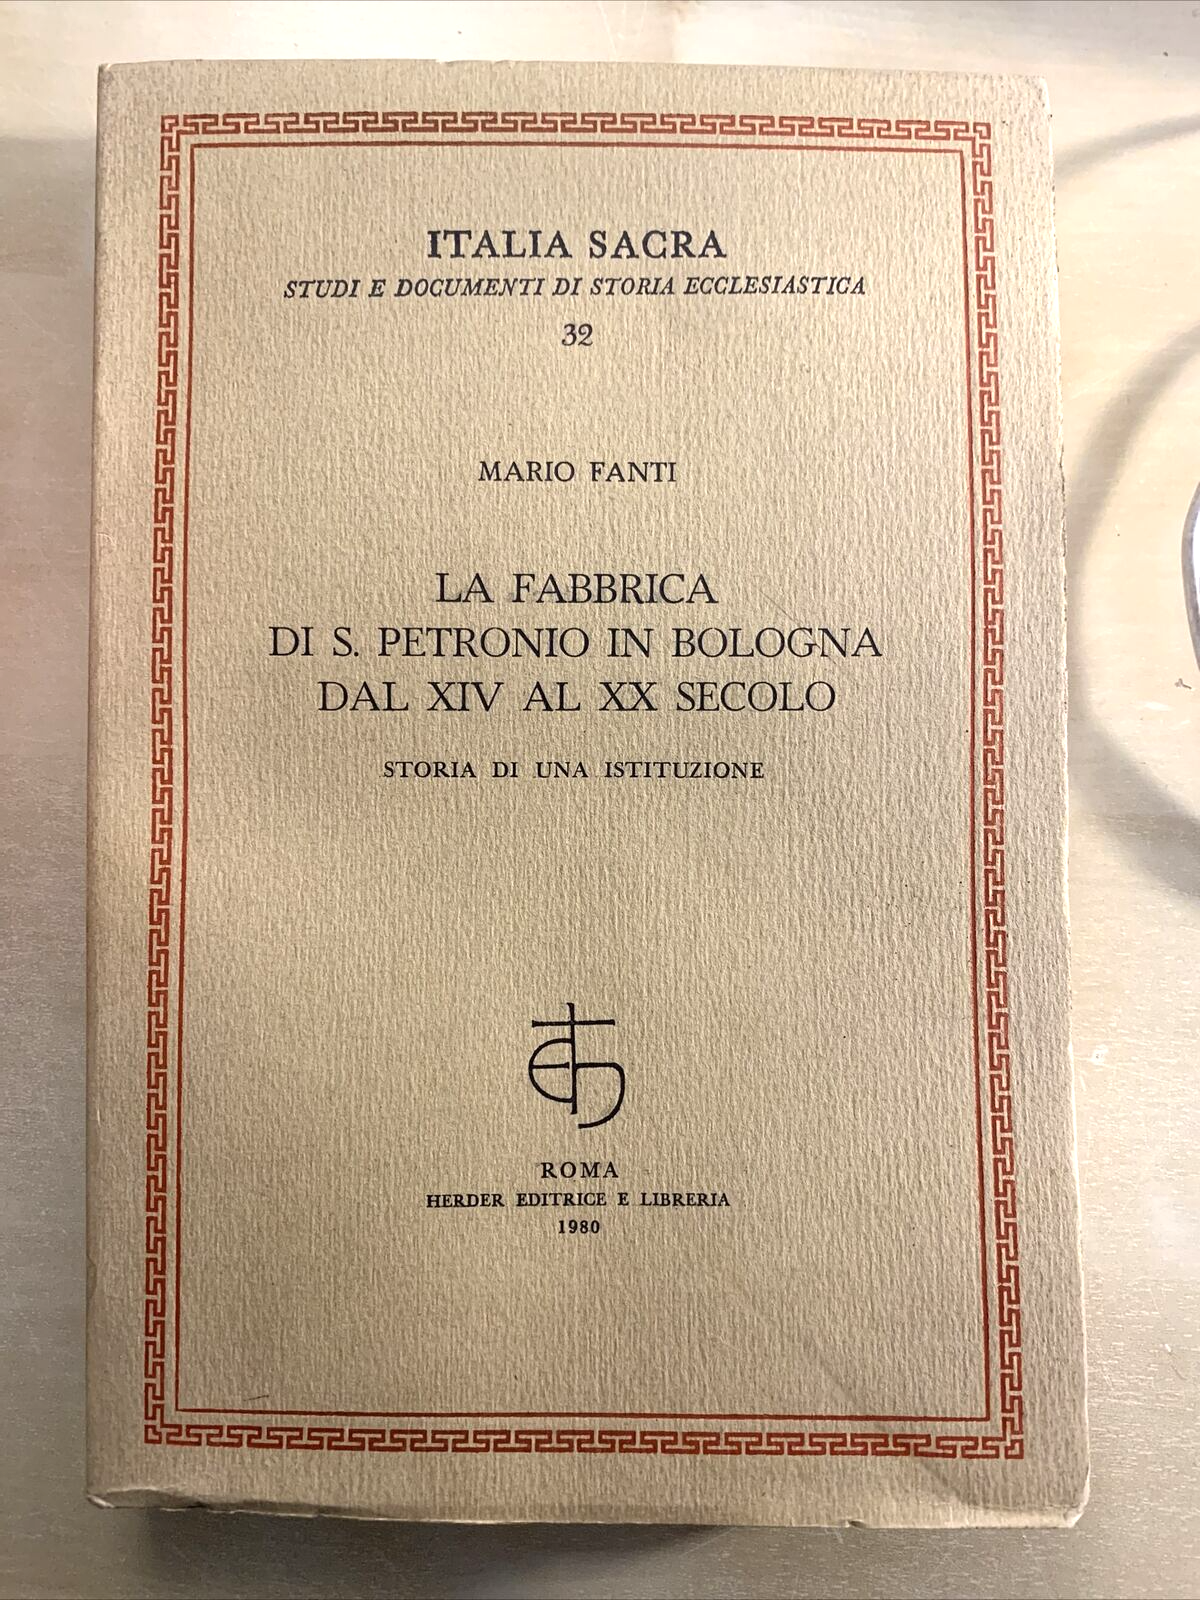 ITALIA SACRA
STUDI E DOCUMENTI DI STORIA ECCLESIASTICA
32
MARIO FANTI
LA FABBRICA
DI S. PETRONIO IN BOLOGNA
DAL XIV AL XX SECOLO
STORIA DI UNA ISTITUZIONE
ROMA
HERDER EDITRICE E LIBRERIA
1980